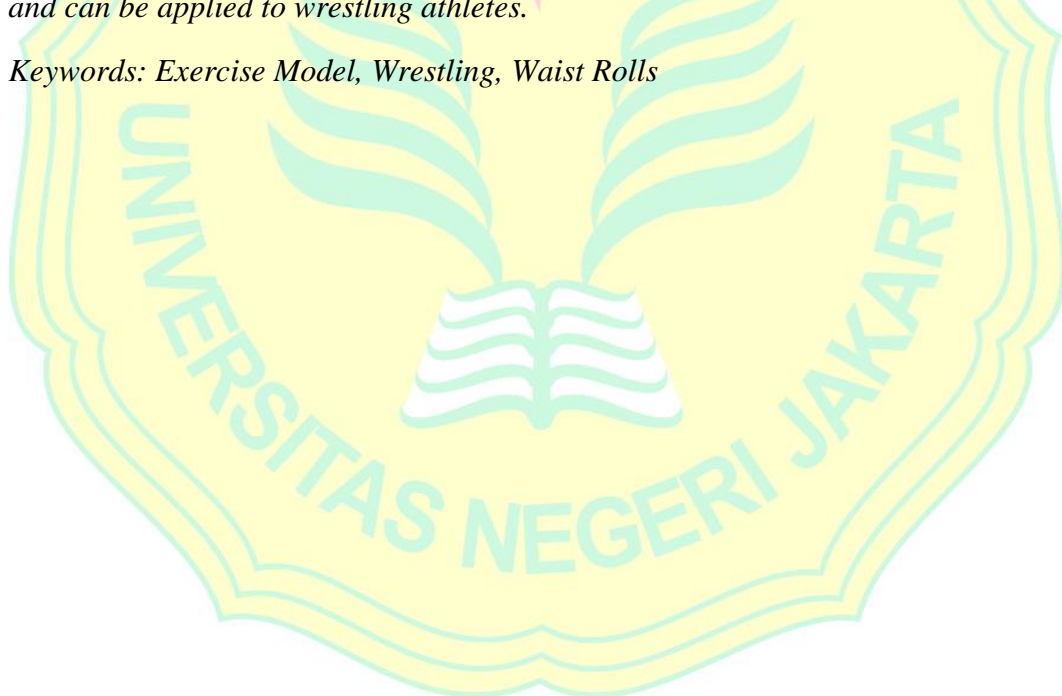 and can be applied to wrestling athletes.
Keywords: Exercise Model, Wrestling, Waist Rolls
UNIVERSITAS NEGERI JAKARTA